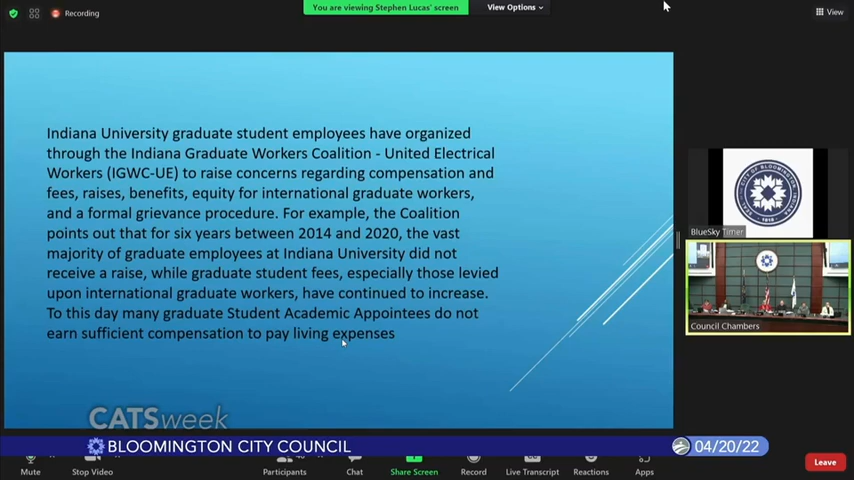 Recording
You are viewing Stephen Lucas' screen
View Options
View
Indiana University graduate student employees have organized
through the Indiana Graduate Workers Coalition - United Electrical
Workers (IGWC-UE) to raise concerns regarding compensation and
fees, raises, benefits, equity for international graduate workers,
and a formal grievance procedure. For example, the Coalition
points out that for six years between 2014 and 2020, the vast
majority of graduate employees at Indiana University did not
receive a raise, while graduate student fees, especially those levied
upon international graduate workers, have continued to increase.
To this day many graduate Student Academic Appointees do not
earn sufficient compensation to pay living expenses
CITY OF BLOOMINGTON INDIANA
SEAL
BlueSky Timer
Council Chambers
CATSweek
BLOOMINGTON CITY COUNCIL
04/20/22
Mute
Stop Video
Participants
Chat
Share Screen
Record
Live Transcript
Reactions
Apps
Leave